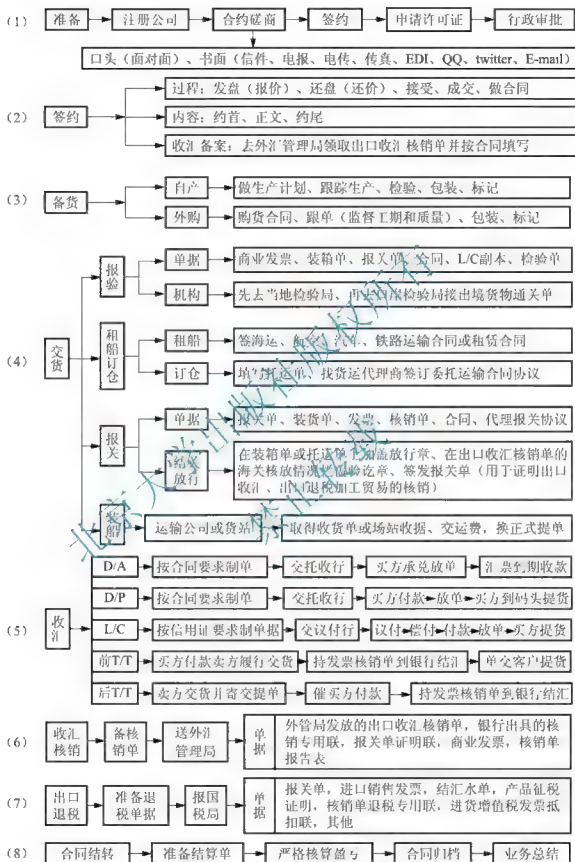 (1) 准备 注册公司 合约磋商 签约 申请许可证 行政审批
口头（面对面）、书面（信件、电报、电传、传真、EDI、QQ、twitter、E-mail）
过程：发盘（报价）、还盘（还价）、接受、成交、做合同
(2) 签约 内容：约首、正文、约尾
收汇备案：去外汇管理局领取出口收汇核销单并按合同填写
自产 做生产计划、跟踪生产、检验、包装、标记
(3) 备货
外购 购货合同、跟单（监督工期和质量）、包装、标记
报验 单据 商业发票、装箱单、报关单、合同、L/C副本、检验单
机构 先去当地检验局、再去口岸检验局接出境货物通关单
(4) 交货
租船订仓 租船 签海运、汽车、铁路运输合同或租赁合同
订仓 填写托运单、找货运代理商签订委托运输合同协议
报关 单据 报关单、装货单、发票、核销单、合同、代理报关协议
结关放行 在装箱单或托运单上加盖放行章、在出口收汇核销单的
海关核放情况栏加盖验讫章、签发报关单（用于证明出口
收汇、出口退税加工贸易的核销）
装船 运输公司或货站 取得收货单或场站收据、交运费，换正式提单
D/A 按合同要求制单 交托收行 买方承兑放单 汇票到期收款
D/P 按合同要求制单 交托收行 买方付款 放单 买方到码头提货
(5) 收汇 L/C 按信用证要求制单据 交议付行 议付 偿付 付款 放单 买方提货
前T/T 买方付款卖方履行交货 持发票核销单到银行结汇 单交客户提货
后T/T 卖方交货并寄交提单 催买方付款 持发票核销单到银行结汇
(6) 收汇核销 备核销单 送外汇管理局 单据 外管局发放的出口收汇核销单，银行出具的核
销专用联，报关单证明联，商业发票，核销单
报告表
(7) 出口退税 准备退税单据 报国税局 单据 报关单，进口销售发票，结汇水单，产品征税
证明，核销单退税专用联，进货增值税发票抵
扣联，其他
(8) 合同结转 准备结算单 严格核算盈亏 合同归档 业务总结
北京大学出版社版权所有
禁止转载